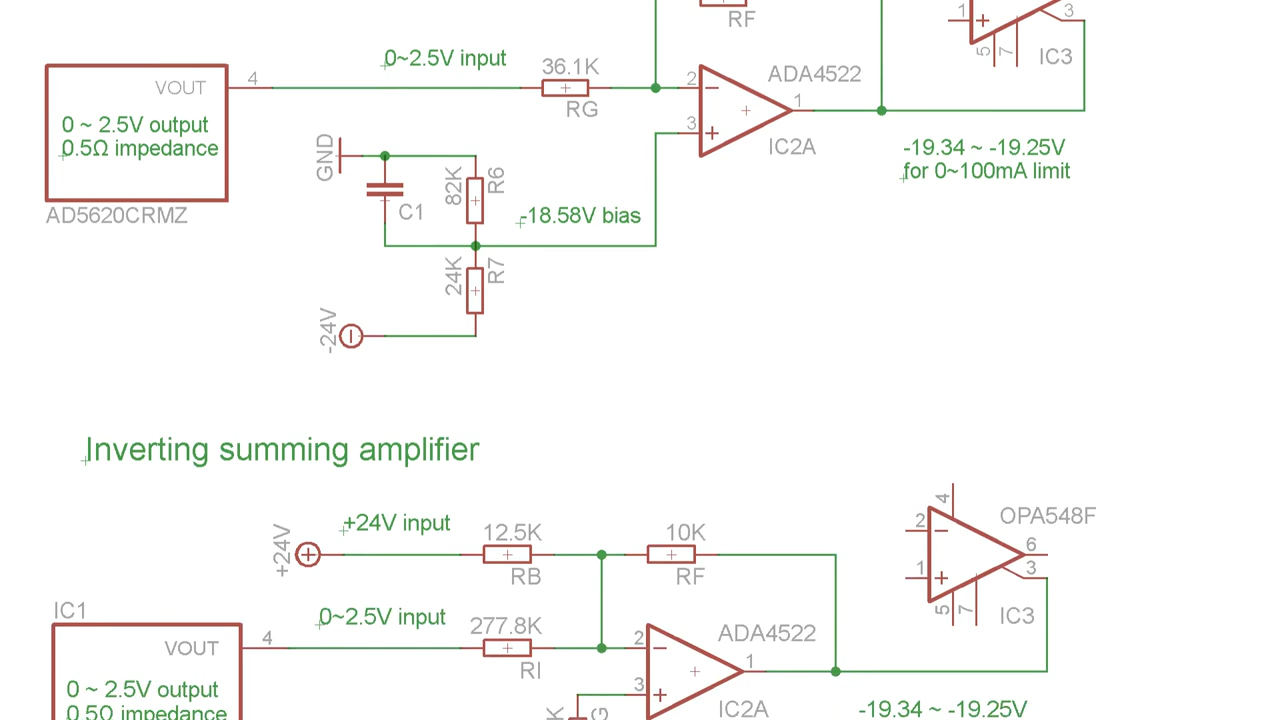 RF
1
3
5
7
IC3
0~2.5V input
36.1K
RG
ADA4522
2
1
3
IC2A
VOUT
4
0 ~ 2.5V output
0.5Ω impedance
AD5620CRMZ
-19.34 ~ -19.25V
for 0~100mA limit
GND
82K
R6
C1
-18.58V bias
24K
R7
-24V
Inverting summing amplifier
+24V
+24V input
12.5K
RB
10K
RF
OPA548F
4
2
6
1
3
5
7
IC3
IC1
0~2.5V input
277.8K
RI
ADA4522
VOUT
4
2
1
3
IC2A
0 ~ 2.5V output
0.5Ω impedance
K
G
-19.34 ~ -19.25V